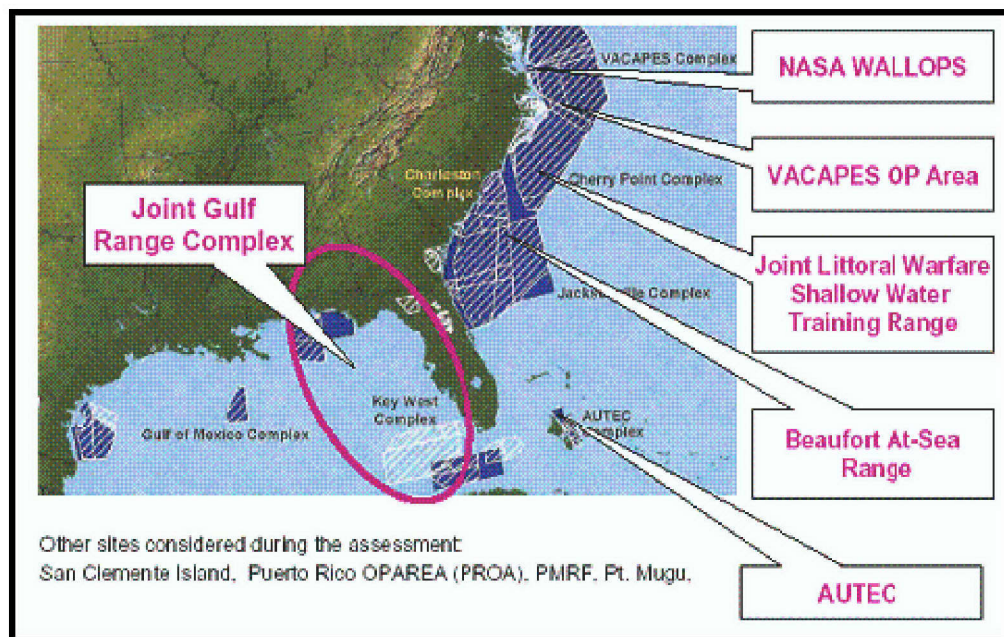 VACAPES Complex
NASA WALLOPS
VACAPES OP Area
Charleston
Complex
Cherry Point Complex
Joint Gulf
Range Complex
Joint Littoral Warfare
Shallow Water
Training Range
Jacksonville Complex
Key West
Complex
Gulf of Mexico Complex
AUTEC
Complex
Beaufort At-Sea
Range
Other sites considered during the assessment:
San Clemente Island, Puerto Rico OPAREA (PROA), PMRF, Pt. Mugu,
AUTEC